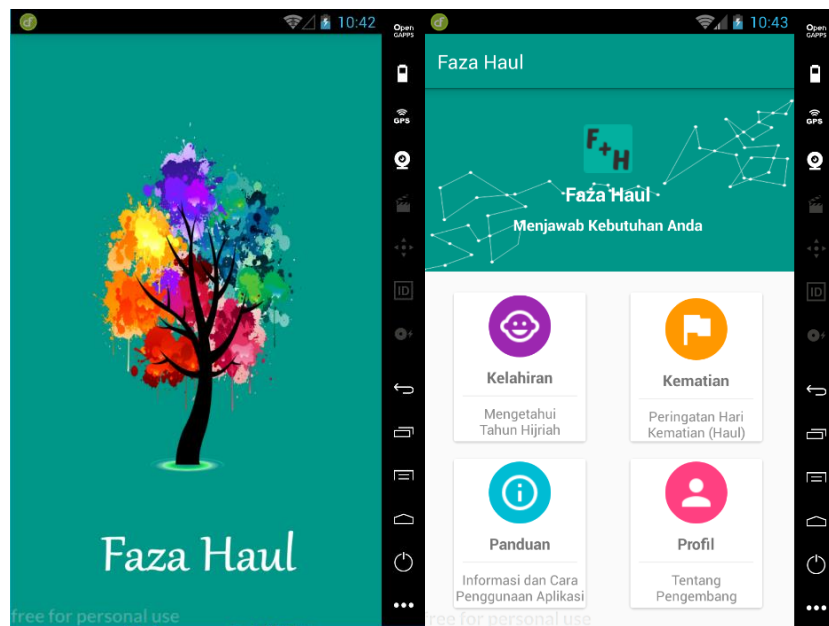 10:42
Open
GAPPS
GPS
ID
Faza Haul
free for personal use
10:43
Open
GAPPS
Faza Haul
GPS
F+H
Faza Haul
Menjawab Kebutuhan Anda
ID
Kelahiran
Mengetahui
Tahun Hijriah
Kematian
Peringatan Hari
Kematian (Haul)
Panduan
Informasi dan Cara
Penggunaan Aplikasi
Profil
Tentang
Pengembang
free for personal use